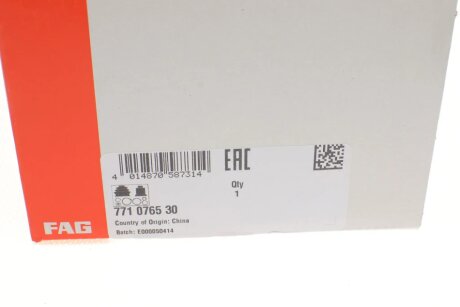 4 014870 587314
EAC
Qty
1
771 0765 30
Country of Origin: China
Batch: E000050414
FAG